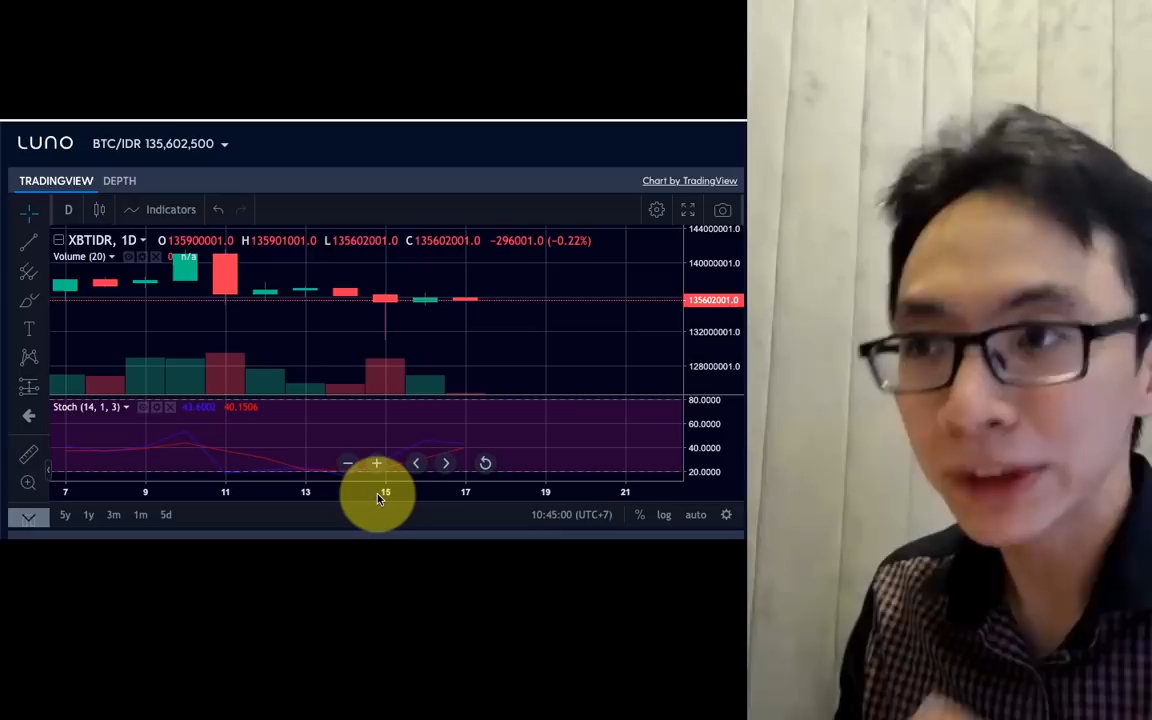 LUNO BTC/IDR 135,602,500
TRADINGVIEW DEPTH Chart by TradingView
D Indicators
XBTIDR, 1D O135900001.0 H135901001.0 L135602001.0 C135602001.0 -296001.0 (-0.22%)
Volume (20) 0 n/a
144000001.0
140000001.0
135602001.0
132000001.0
128000001.0
Stoch (14, 1, 3) 43.6002 40.1506
80.0000
60.0000
40.0000
20.0000
7 9 11 13 15 17 19 21
5y 1y 3m 1m 5d 10:45:00 (UTC+7) % log auto